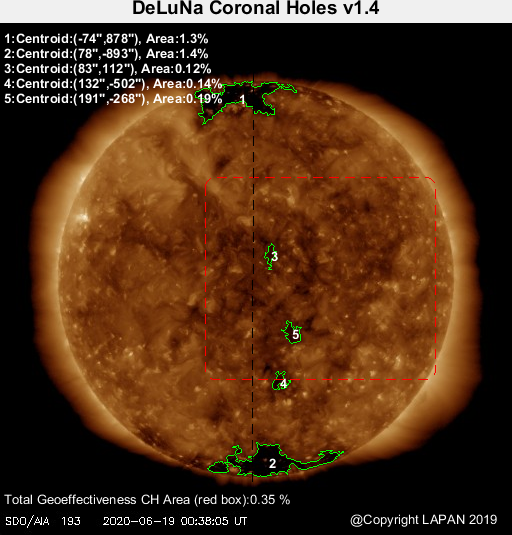 DeLuNa Coronal Holes v1.4
1:Centroid:(-74",878"), Area:1.3%
2:Centroid:(78",-893"), Area:1.4%
3:Centroid:(83",112"), Area:0.12%
4:Centroid:(132",-502"), Area:0.14%
5:Centroid:(191",-268"), Area:0.19%
1
3
5
4
2
Total Geoeffectiveness CH Area (red box):0.35 %
SDO/AIA 193 2020-06-19 00:38:05 UT
@Copyright LAPAN 2019